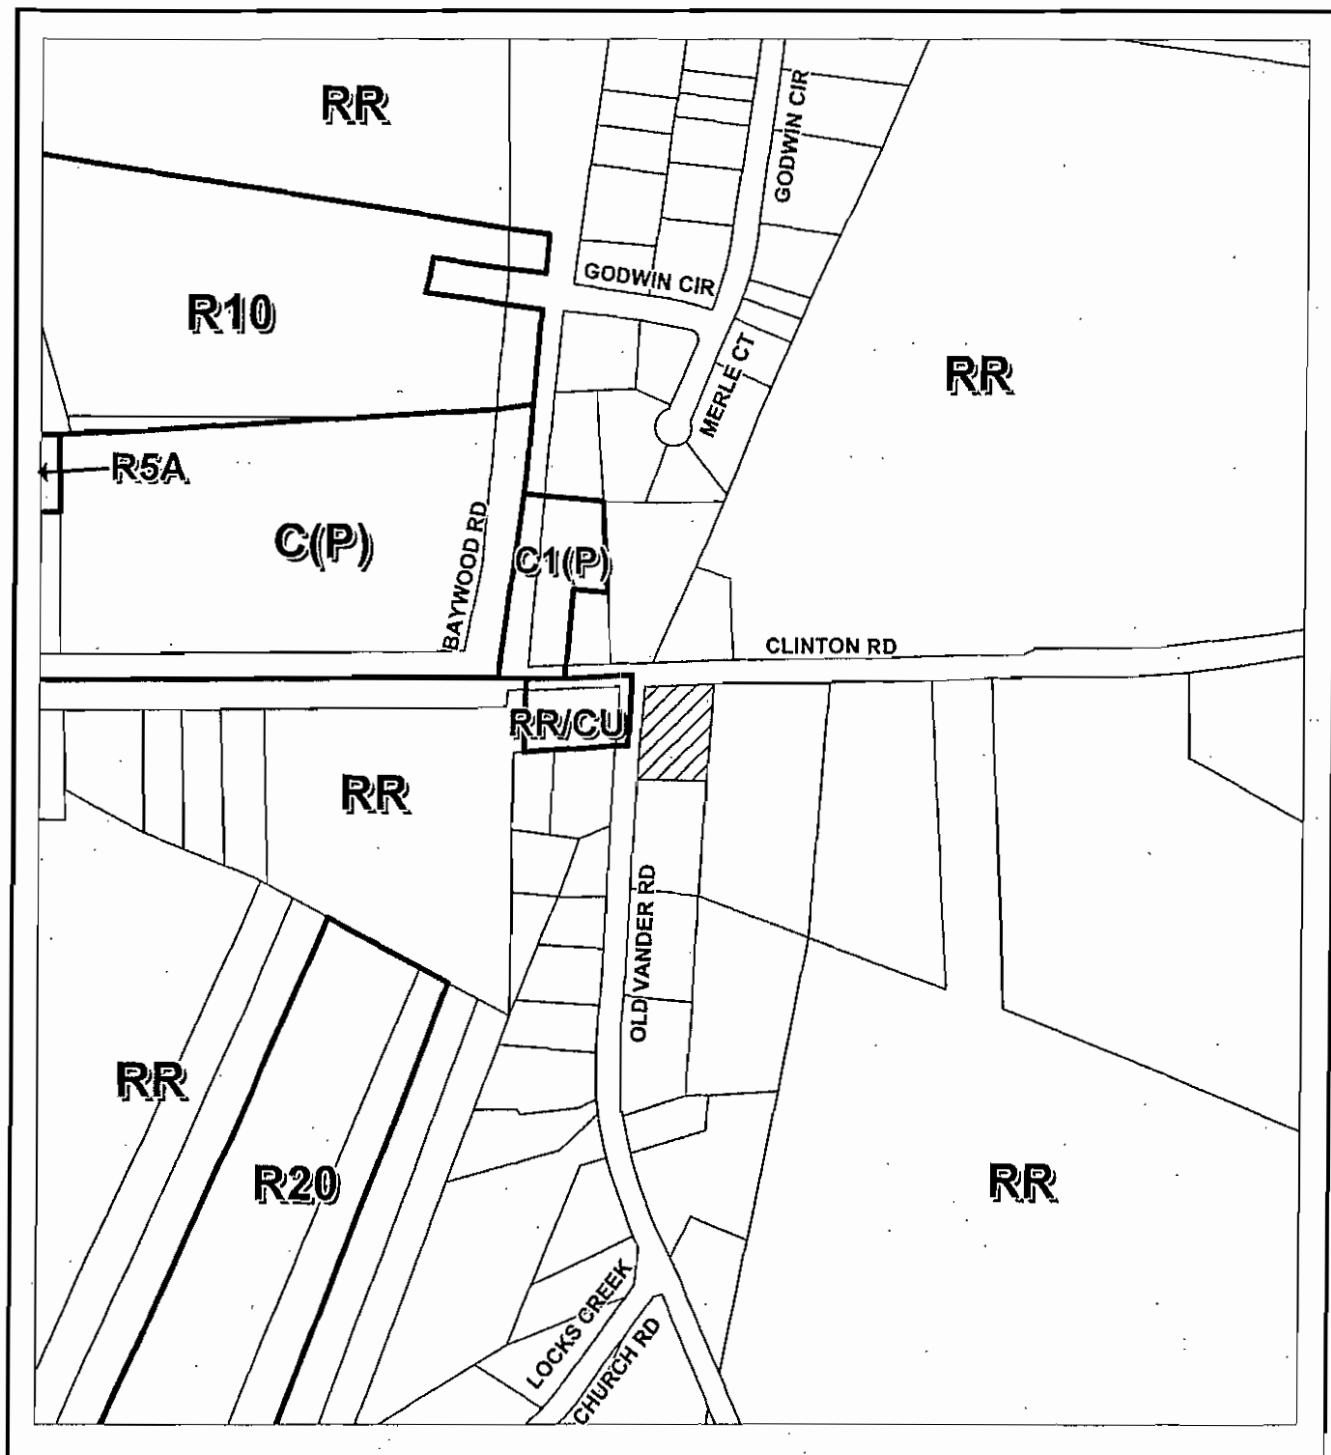 RR
GODWIN CIR
GODWIN CIR
R10
MERLE CT
RR
R5A
C(P)
BAYWOOD RD
C1(P)
CLINTON RD
RR/CU
RR
OLD VANDER RD
RR
R20
RR
LOCKS CREEK
CHURCH RD